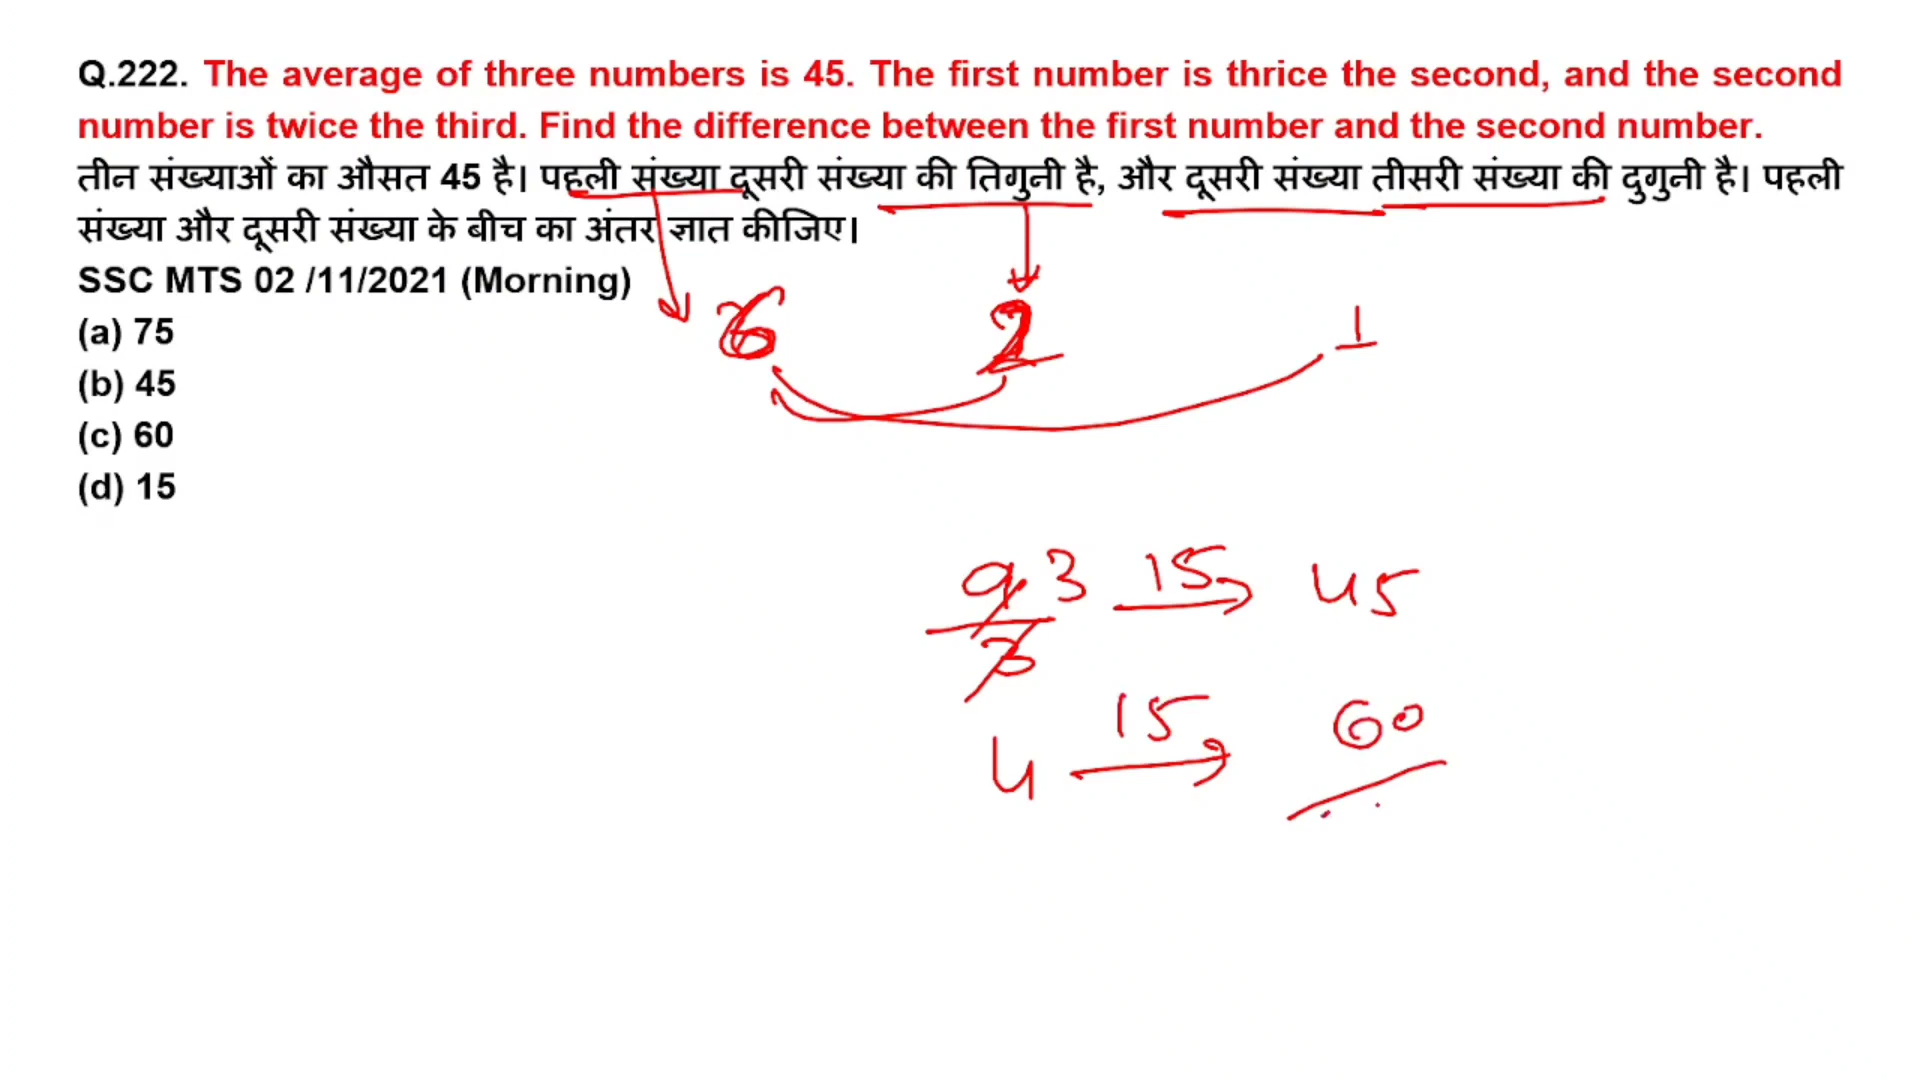 Q.222. The average of three numbers is 45. The first number is thrice the second, and the second
number is twice the third. Find the difference between the first number and the second number.
तीन संख्याओं का औसत 45 है। पहली संख्या दूसरी संख्या की तिगुनी है, और दूसरी संख्या तीसरी संख्या की दुगुनी है। पहली
संख्या और दूसरी संख्या के बीच का अंतर ज्ञात कीजिए।
SSC MTS 02 /11/2021 (Morning)
6 2 1
(a) 75
(b) 45
(c) 60
(d) 15
9 3 15 45
3
15 60
4